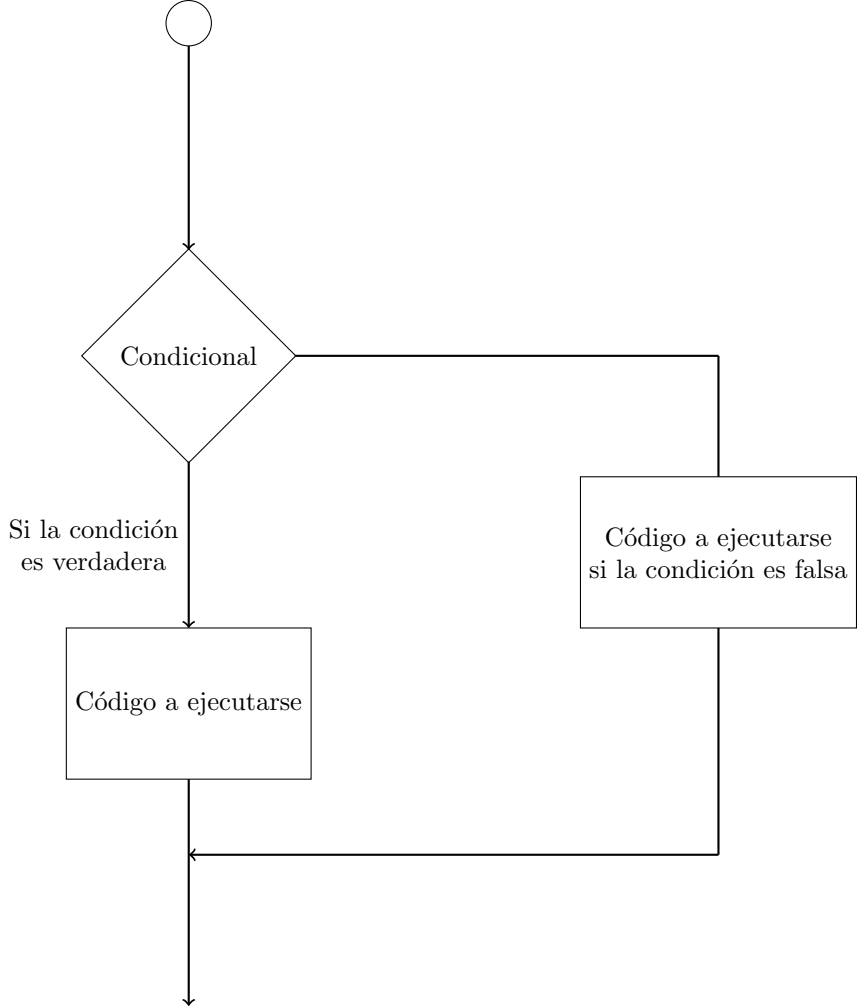 Condicional
Si la condición
es verdadera
Código a ejecutarse
si la condición es falsa
Código a ejecutarse